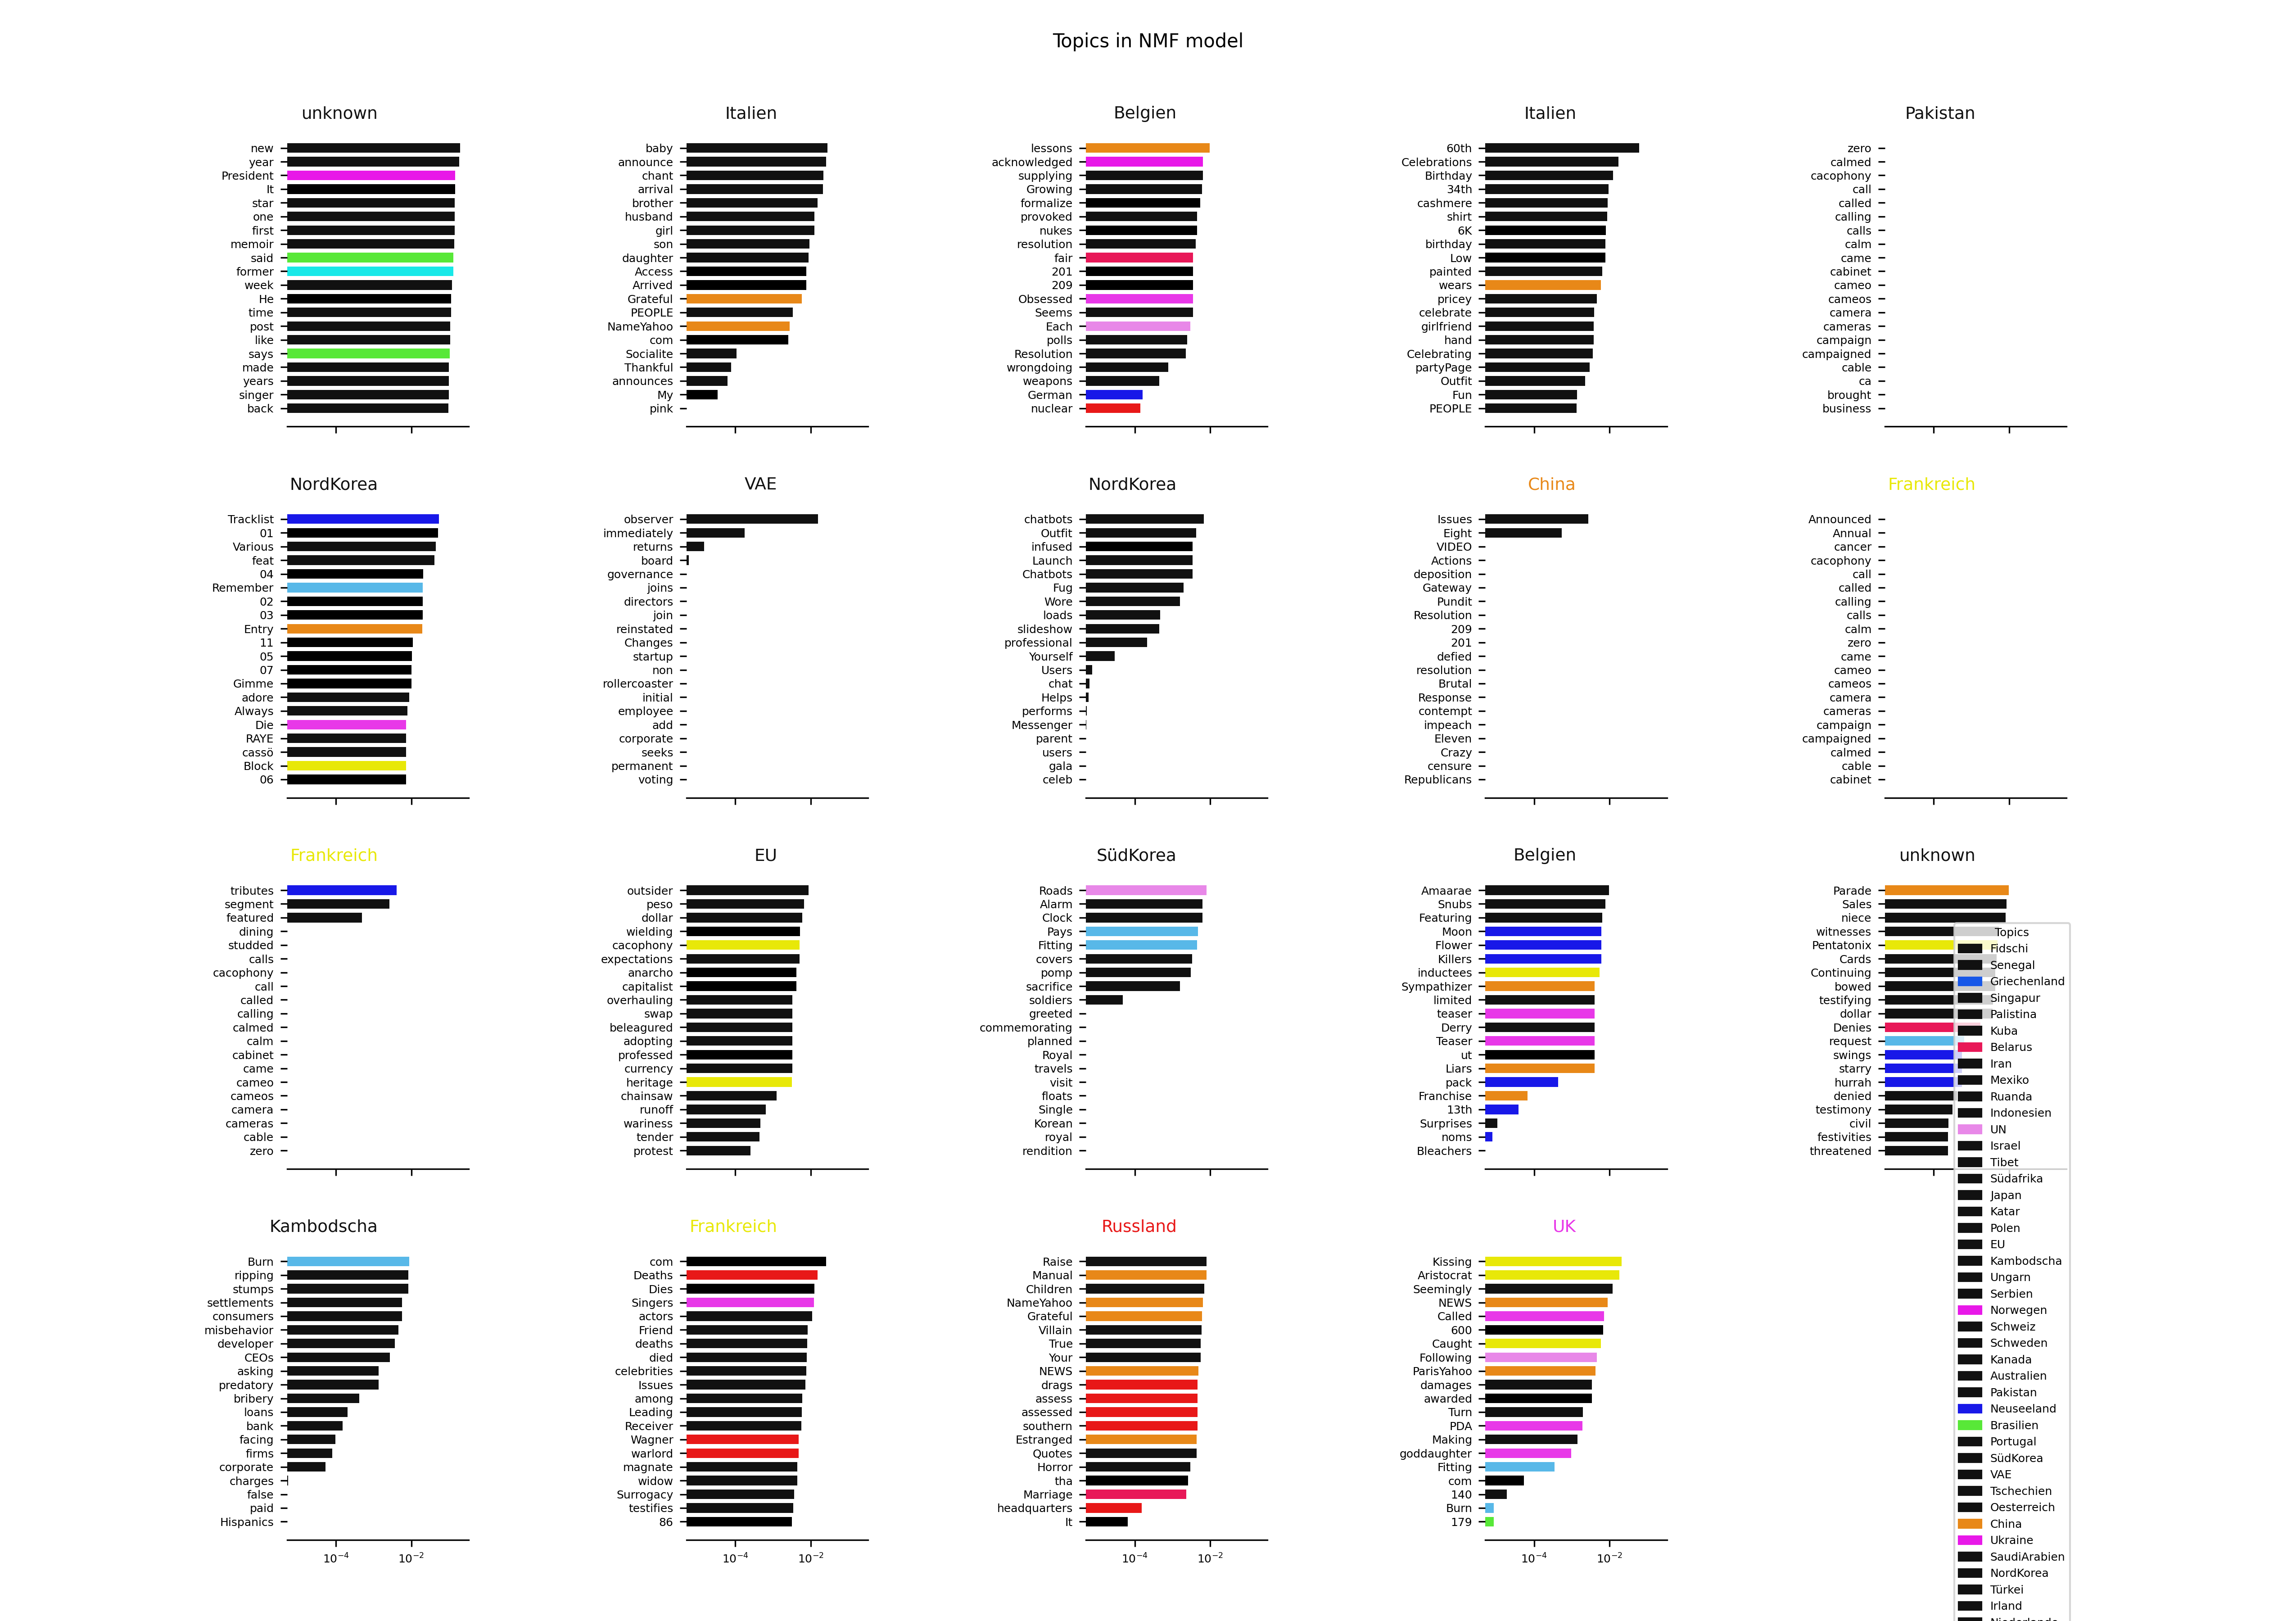 Topics in NMF model
unknown
new
year
President
It
star
one
first
memoir
said
former
week
He
time
post
like
says
made
years
singer
back
Italien
baby
announce
chant
arrival
brother
husband
girl
son
daughter
Access
Arrived
Grateful
PEOPLE
NameYahoo
com
Socialite
Thankful
announces
My
pink
Belgien
lessons
acknowledged
supplying
Growing
formalize
provoked
nukes
resolution
fair
201
209
Obsessed
Seems
Each
polls
Resolution
wrongdoing
weapons
German
nuclear
Italien
60th
Celebrations
Birthday
34th
cashmere
shirt
6K
birthday
Low
painted
wears
pricey
celebrate
girlfriend
hand
Celebrating
partyPage
Outfit
Fun
PEOPLE
Pakistan
zero
calmed
cacophony
call
called
calling
calls
calm
came
cabinet
cameo
cameos
camera
cameras
campaign
campaigned
cable
ca
brought
business
NordKorea
Tracklist
01
Various
feat
04
Remember
02
03
Entry
11
05
07
Gimme
adore
Always
Die
RAYE
cassö
Block
06
VAE
observer
immediately
returns
board
governance
joins
directors
join
reinstated
Changes
startup
non
rollercoaster
initial
employee
add
corporate
seeks
permanent
voting
NordKorea
chatbots
Outfit
infused
Launch
Chatbots
Fug
Wore
loads
slideshow
professional
Yourself
Users
chat
Helps
performs
Messenger
parent
users
gala
celeb
China
Issues
Eight
VIDEO
Actions
deposition
Gateway
Pundit
Resolution
209
201
defied
resolution
Brutal
Response
contempt
impeach
Eleven
Crazy
censure
Republicans
Frankreich
Announced
Annual
cancer
cacophony
call
called
calling
calls
calm
zero
came
cameo
cameos
camera
cameras
campaign
campaigned
calmed
cable
cabinet
Frankreich
tributes
segment
featured
dining
studded
calls
cacophony
call
called
calling
calmed
calm
cabinet
came
cameo
cameos
camera
cameras
cable
zero
EU
outsider
peso
dollar
wielding
cacophony
expectations
anarcho
capitalist
overhauling
swap
beleagured
adopting
professed
currency
heritage
chainsaw
runoff
wariness
tender
protest
SüdKorea
Roads
Alarm
Clock
Pays
Fitting
covers
pomp
sacrifice
soldiers
greeted
commemorating
planned
Royal
travels
visit
floats
Single
Korean
royal
rendition
Belgien
Amaarae
Snubs
Featuring
Moon
Flower
Killers
inductees
Sympathizer
limited
teaser
Derry
Teaser
ut
Liars
pack
Franchise
13th
Surprises
noms
Bleachers
unknown
Parade
Sales
niece
witnesses
Pentatonix
Cards
Continuing
bowed
testifying
dollar
Denies
request
swings
starry
hurrah
denied
testimony
civil
festivities
threatened
Kambodscha
Burn
ripping
stumps
settlements
consumers
misbehavior
developer
CEOs
asking
predatory
bribery
loans
bank
facing
firms
corporate
charges
false
paid
Hispanics
10⁻⁴ 10⁻²
Frankreich
com
Deaths
Dies
Singers
actors
Friend
deaths
died
celebrities
Issues
among
Leading
Receiver
Wagner
warlord
magnate
widow
Surrogacy
testifies
86
10⁻⁴ 10⁻²
Russland
Raise
Manual
Children
NameYahoo
Grateful
Villain
True
Your
NEWS
drags
assess
assessed
southern
Estranged
Quotes
Horror
tha
Marriage
headquarters
It
10⁻⁴ 10⁻²
UK
Kissing
Aristocrat
Seemingly
NEWS
Called
600
Caught
Following
ParisYahoo
damages
awarded
Turn
PDA
Making
goddaughter
Fitting
com
140
Burn
179
10⁻⁴ 10⁻²
Topics
Fidschi
Senegal
Griechenland
Singapur
Palistina
Kuba
Belarus
Iran
Mexiko
Ruanda
Indonesien
UN
Israel
Tibet
Südafrika
Japan
Katar
Polen
EU
Kambodscha
Ungarn
Serbien
Norwegen
Schweiz
Schweden
Kanada
Australien
Pakistan
Neuseeland
Brasilien
Portugal
SüdKorea
VAE
Tschechien
Oesterreich
China
Ukraine
SaudiArabien
NordKorea
Türkei
Irland